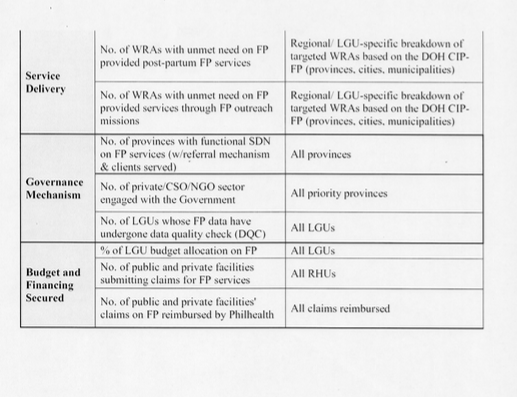 Service
Delivery
No. of WRAs with unmet need on FP
provided post-partum FP services
Regional/ LGU-specific breakdown of
targeted WRAs based on the DOH CIP-
FP (provinces, cities, municipalities)
No. of WRAs with unmet need on FP
provided services through FP outreach
missions
Regional/ LGU-specific breakdown of
targeted WRAs based on the DOH CIP-
FP (provinces, cities, municipalities)
Governance
Mechanism
No. of provinces with functional SDN
on FP services (w/referral mechanism
& clients served)
All provinces
No. of private/CSO/NGO sector
engaged with the Government
All priority provinces
No. of LGUs whose FP data have
undergone data quality check (DQC)
All LGUs
Budget and
Financing
Secured
% of LGU budget allocation on FP
All LGUs
No. of public and private facilities
submitting claims for FP services
All RHUs
No. of public and private facilities'
claims on FP reimbursed by Philhealth
All claims reimbursed